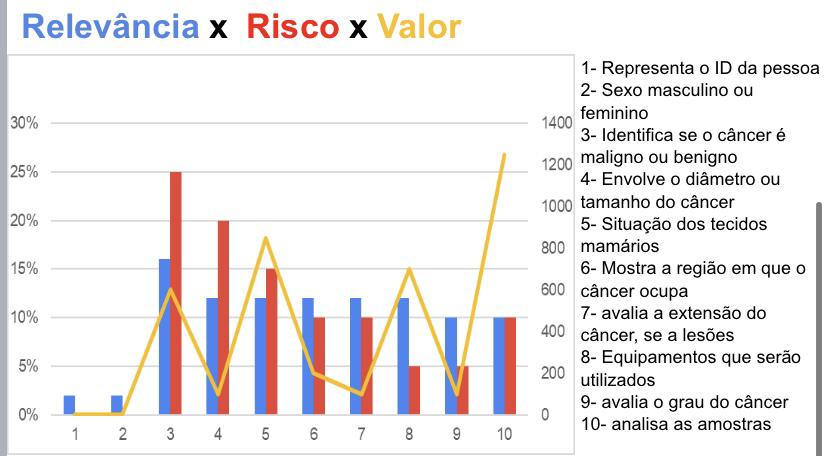 Relevância x Risco x Valor
30%
25%
20%
15%
10%
5%
0%
1400
1200
1000
800
600
400
200
0
1 2 3 4 5 6 7 8 9 10
1- Representa o ID da pessoa
2- Sexo masculino ou
feminino
3- Identifica se o câncer é
maligno ou benigno
4- Envolve o diâmetro ou
tamanho do câncer
5- Situação dos tecidos
mamários
6- Mostra a região em que o
câncer ocupa
7- avalia a extensão do
câncer, se a lesões
8- Equipamentos que serão
utilizados
9- avalia o grau do câncer
10- analisa as amostras